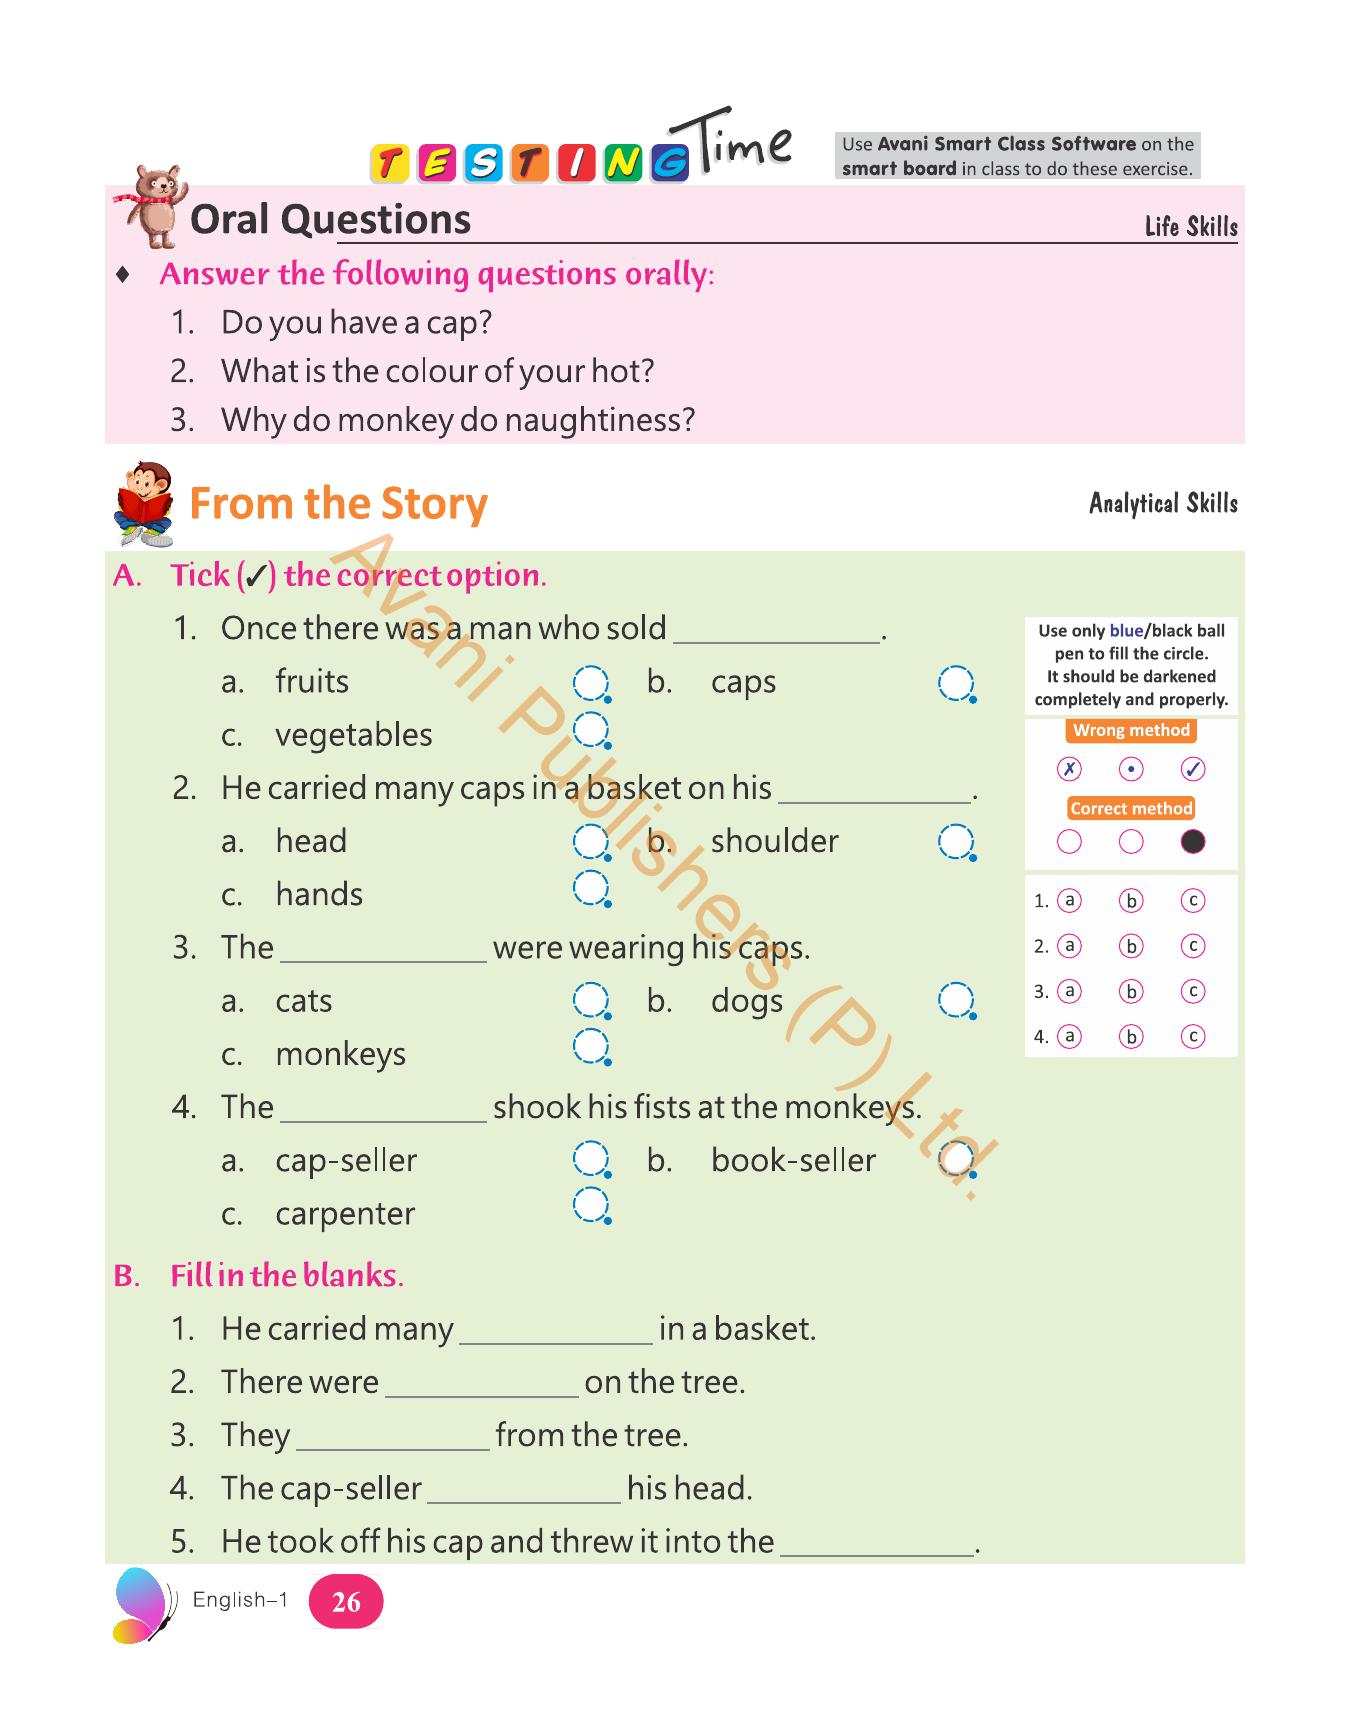 TESTING Time
Use Avani Smart Class Software on the
smart board in class to do these exercise.
Oral Questions
Life Skills
♦ Answer the following questions orally:
1. Do you have a cap?
2. What is the colour of your hot?
3. Why do monkey do naughtiness?
From the Story
Analytical Skills
A. Tick (✓) the correct option.
1. Once there was a man who sold ____________.
a. fruits b. caps
c. vegetables
2. He carried many caps in a basket on his ____________.
a. head b. shoulder
c. hands
3. The ____________ were wearing his caps.
a. cats b. dogs
c. monkeys
4. The ____________ shook his fists at the monkeys.
a. cap-seller b. book-seller
c. carpenter
Use only blue/black ball
pen to fill the circle.
It should be darkened
completely and properly.
Wrong method
✗ • ✓
Correct method
1. a b c
2. a b c
3. a b c
4. a b c
B. Fill in the blanks.
1. He carried many ____________ in a basket.
2. There were ____________ on the tree.
3. They ____________ from the tree.
4. The cap-seller ____________ his head.
5. He took off his cap and threw it into the ____________.
English–1 26
Avani Publishers (P) Ltd.